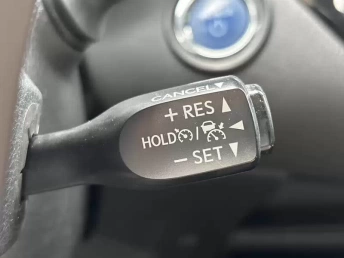 CANCEL
+ RES
HOLD /
- SET